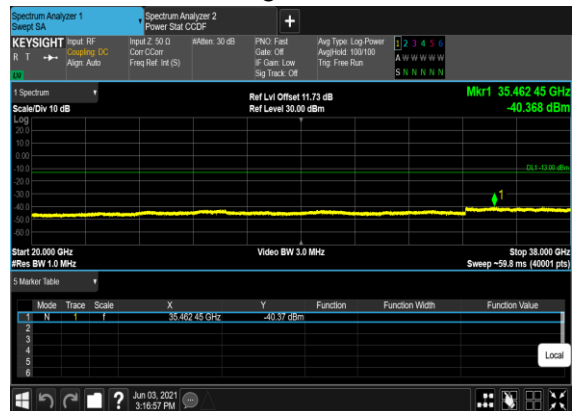 Spectrum Analyzer 1
Swept SA
Spectrum Analyzer 2
Power Stat CCDF
+
KEYSIGHT
R T
LXI
Input: RF
Coupling: DC
Align: Auto
Input Z: 50 Ω
Corr CCorr
Freq Ref: Int (S)
#Atten: 30 dB
PNO: Fast
Gate: Off
IF Gain: Low
Sig Track: Off
Avg Type: Log-Power
Avg|Hold: 100/100
Trig: Free Run
1 2 3 4 5 6
A W W W W W
S N N N N N
1 Spectrum
Scale/Div 10 dB
Ref Lvl Offset 11.73 dB
Ref Level 30.00 dBm
Mkr1 35.462 45 GHz
-40.368 dBm
Log
20.0
10.0
0.00
-10.0
-20.0
-30.0
-40.0
-50.0
-60.0
DL1 -13.00 dBm
1
Start 20.000 GHz
#Res BW 1.0 MHz
Video BW 3.0 MHz
Stop 38.000 GHz
Sweep ~59.8 ms (40001 pts)
5 Marker Table
Mode Trace Scale X Y Function Function Width Function Value
1 N 1 f 35.462 45 GHz -40.37 dBm
2
3
4
5
6
Local
?
Jun 03, 2021
3:16:57 PM